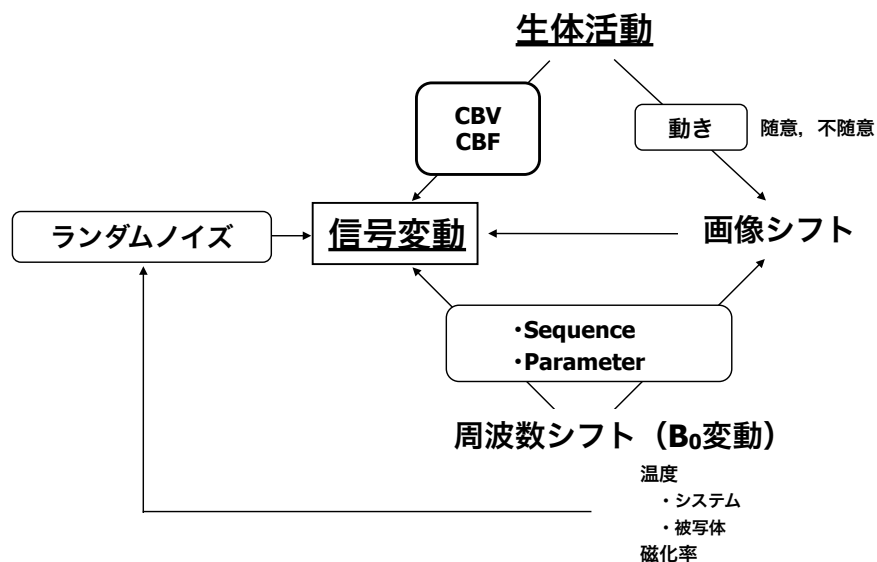 生体活動
CBV
CBF
動き
随意，不随意
ランダムノイズ
信号変動
画像シフト
・Sequence
・Parameter
周波数シフト（B₀変動）
温度
・システム
・被写体
磁化率